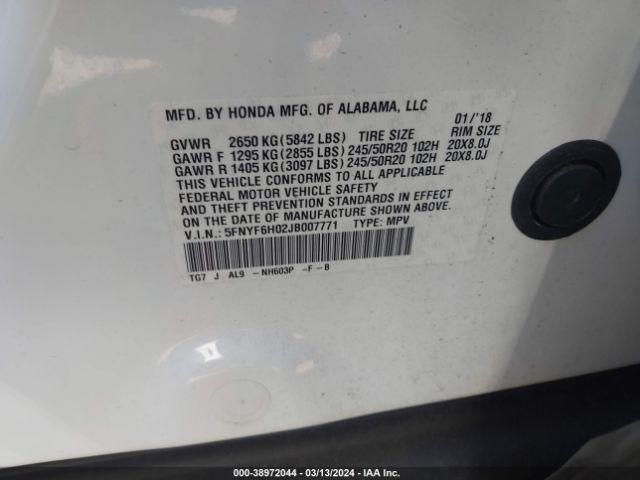 MFD. BY HONDA MFG. OF ALABAMA, LLC 01/'18
GVWR 2650 KG (5842 LBS) TIRE SIZE RIM SIZE
GAWR F 1295 KG (2855 LBS) 245/50R20 102H 20X8.0J
GAWR R 1405 KG (3097 LBS) 245/50R20 102H 20X8.0J
THIS VEHICLE CONFORMS TO ALL APPLICABLE
FEDERAL MOTOR VEHICLE SAFETY
AND THEFT PREVENTION STANDARDS IN EFFECT
ON THE DATE OF MANUFACTURE SHOWN ABOVE.
V.I.N.: 5FNYF6H02JB007771 TYPE: MPV
TG7 J AL9 -NH603P -F -B
000-38972044 | 03/13/2024 | IAA Inc.